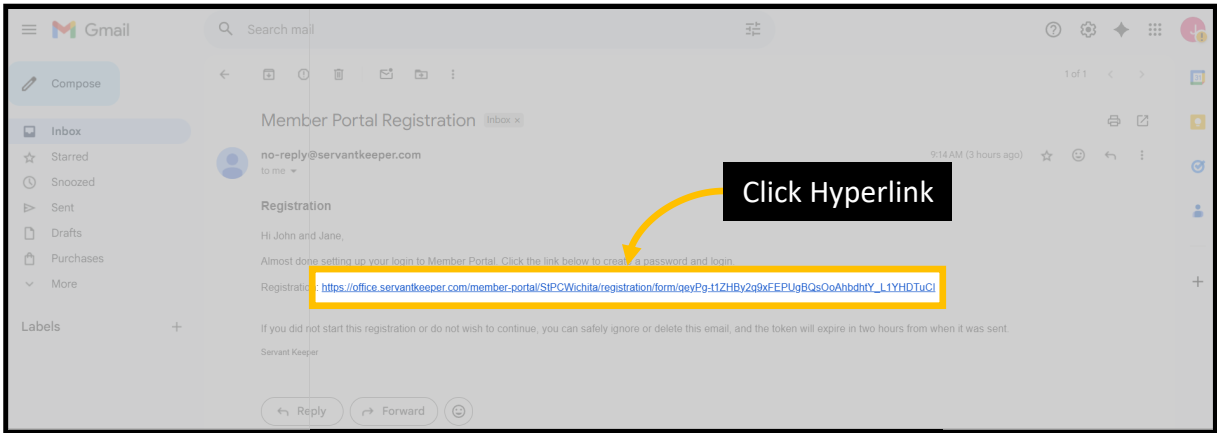 Gmail
Search mail
Compose
1 of 1
Member Portal Registration Inbox x
Inbox
Starred
no-reply@servantkeeper.com
9:14 AM (3 hours ago)
to me
Snoozed
Click Hyperlink
Sent
Registration
Drafts
Hi John and Jane,
Purchases
Almost done setting up your login to Member Portal. Click the link below to create a password and login.
More
Registration: https://office.servantkeeper.com/member-portal/StPCWichita/registration/form/qeyPg-t1ZHBy2q9xFEPUgBQsOoAhbdhtY_L1YHDTuCI
Labels
If you did not start this registration or do not wish to continue, you can safely ignore or delete this email, and the token will expire in two hours from when it was sent
Servant Keeper
Reply
Forward